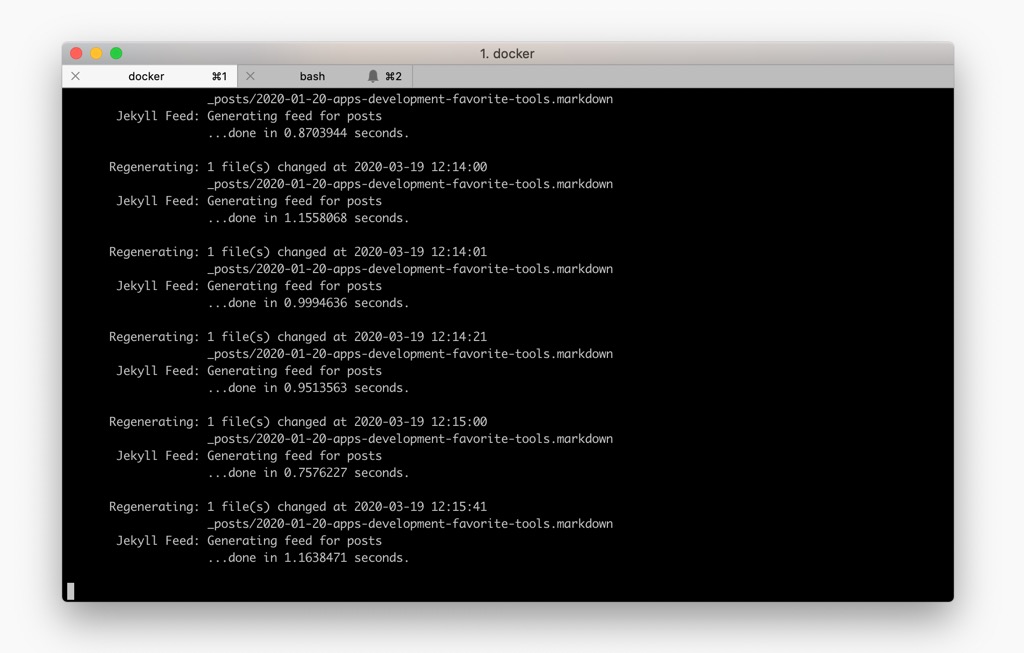 1. docker
docker ⌘1 bash ⌘2
_posts/2020-01-20-apps-development-favorite-tools.markdown
Jekyll Feed: Generating feed for posts
...done in 0.8703944 seconds.
Regenerating: 1 file(s) changed at 2020-03-19 12:14:00
_posts/2020-01-20-apps-development-favorite-tools.markdown
Jekyll Feed: Generating feed for posts
...done in 1.1558068 seconds.
Regenerating: 1 file(s) changed at 2020-03-19 12:14:01
_posts/2020-01-20-apps-development-favorite-tools.markdown
Jekyll Feed: Generating feed for posts
...done in 0.9994636 seconds.
Regenerating: 1 file(s) changed at 2020-03-19 12:14:21
_posts/2020-01-20-apps-development-favorite-tools.markdown
Jekyll Feed: Generating feed for posts
...done in 0.9513563 seconds.
Regenerating: 1 file(s) changed at 2020-03-19 12:15:00
_posts/2020-01-20-apps-development-favorite-tools.markdown
Jekyll Feed: Generating feed for posts
...done in 0.7576227 seconds.
Regenerating: 1 file(s) changed at 2020-03-19 12:15:41
_posts/2020-01-20-apps-development-favorite-tools.markdown
Jekyll Feed: Generating feed for posts
...done in 1.1638471 seconds.